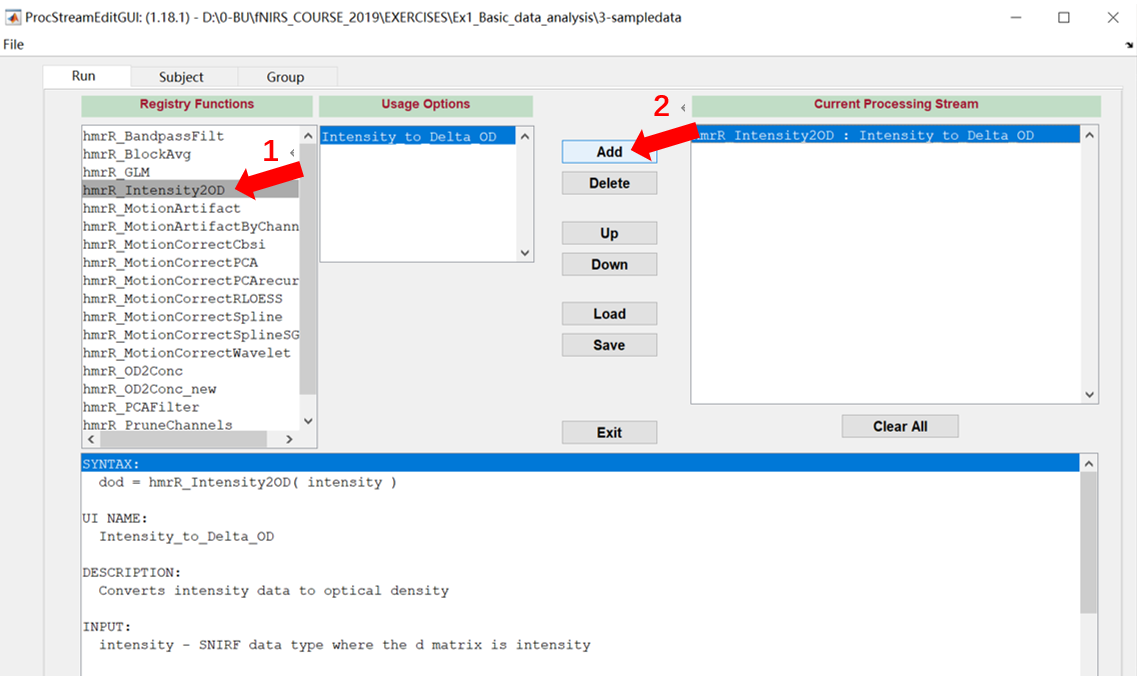 ProcStreamEditGUI: (1.18.1) - D:\0-BU\fNIRS_COURSE_2019\EXERCISES\Ex1_Basic_data_analysis\3-sampledata
File
Run Subject Group
Registry Functions
hmrR_BandpassFilt
hmrR_BlockAvg
hmrR_GLM
hmrR_Intensity2OD
hmrR_MotionArtifact
hmrR_MotionArtifactByChann
hmrR_MotionCorrectCbsi
hmrR_MotionCorrectPCA
hmrR_MotionCorrectPCArecur
hmrR_MotionCorrectRLOESS
hmrR_MotionCorrectSpline
hmrR_MotionCorrectSplineSG
hmrR_MotionCorrectWavelet
hmrR_OD2Conc
hmrR_OD2Conc_new
hmrR_PCAFilter
hmrR_PruneChannels
1
Usage Options
Intensity_to_Delta_OD
2
Add
Delete
Up
Down
Load
Save
Exit
Current Processing Stream
hmrR_Intensity2OD : Intensity_to_Delta_OD
Clear All
SYNTAX:
dod = hmrR_Intensity2OD( intensity )
UI NAME:
Intensity_to_Delta_OD
DESCRIPTION:
Converts intensity data to optical density
INPUT:
intensity - SNIRF data type where the d matrix is intensity